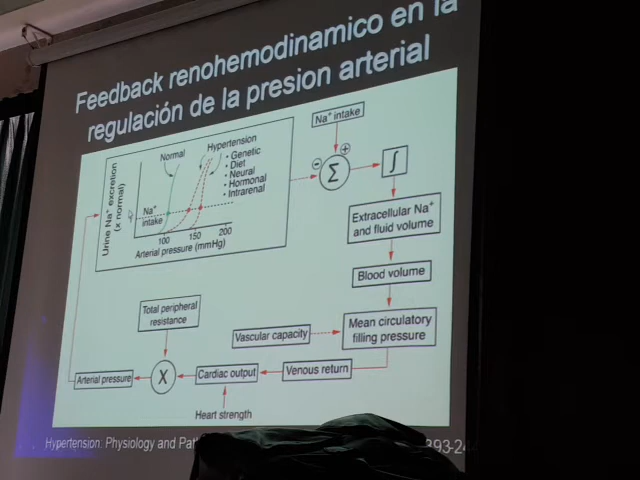 Feedback renohemodinamico en la
regulación de la presion arterial
Urine Na+ excretion
(x normal)
Normal
Hypertension
• Genetic
• Diet
• Neural
• Hormonal
• Intrarenal
Na+
intake
100 150 200
Arterial pressure (mmHg)
Na+ intake
Σ
∫
Extracellular Na+
and fluid volume
Blood volume
Mean circulatory
filling pressure
Vascular capacity
Total peripheral
resistance
Arterial pressure
X
Cardiac output
Venous return
Heart strength
Hypertension: Physiology and